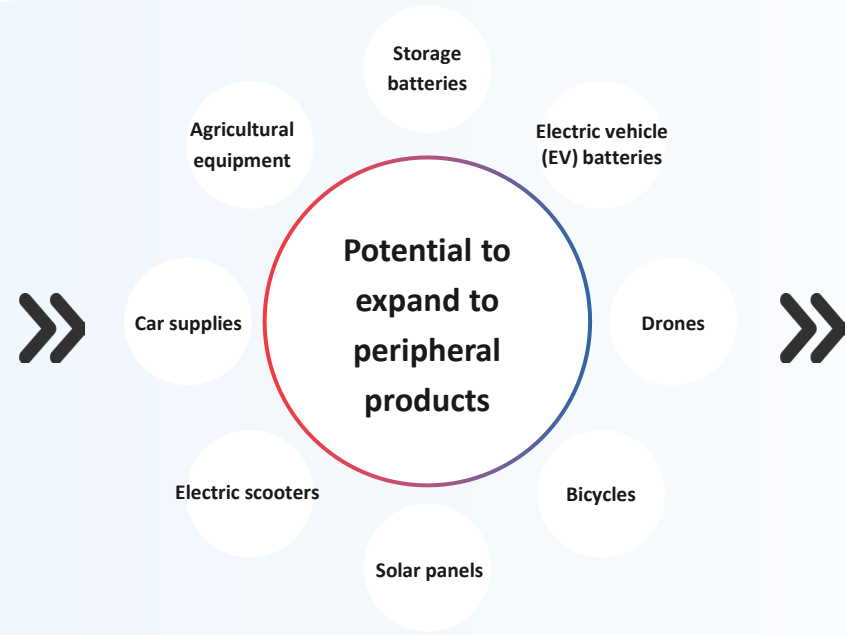 Storage
batteries
Agricultural
equipment
Electric vehicle
(EV) batteries
Potential to
expand to
peripheral
products
Car supplies
Drones
Electric scooters
Bicycles
Solar panels